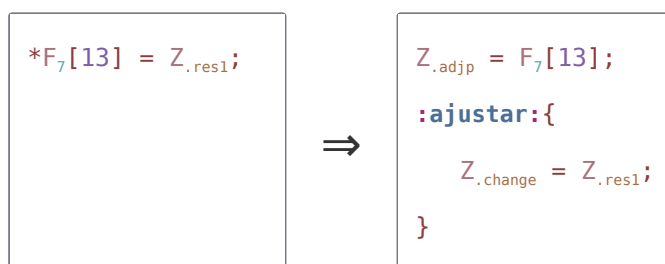 *F₇[13] = Z.res1;
⇒
Z.adjp = F₇[13];
:ajustar:{
Z.change = Z.res1;
}